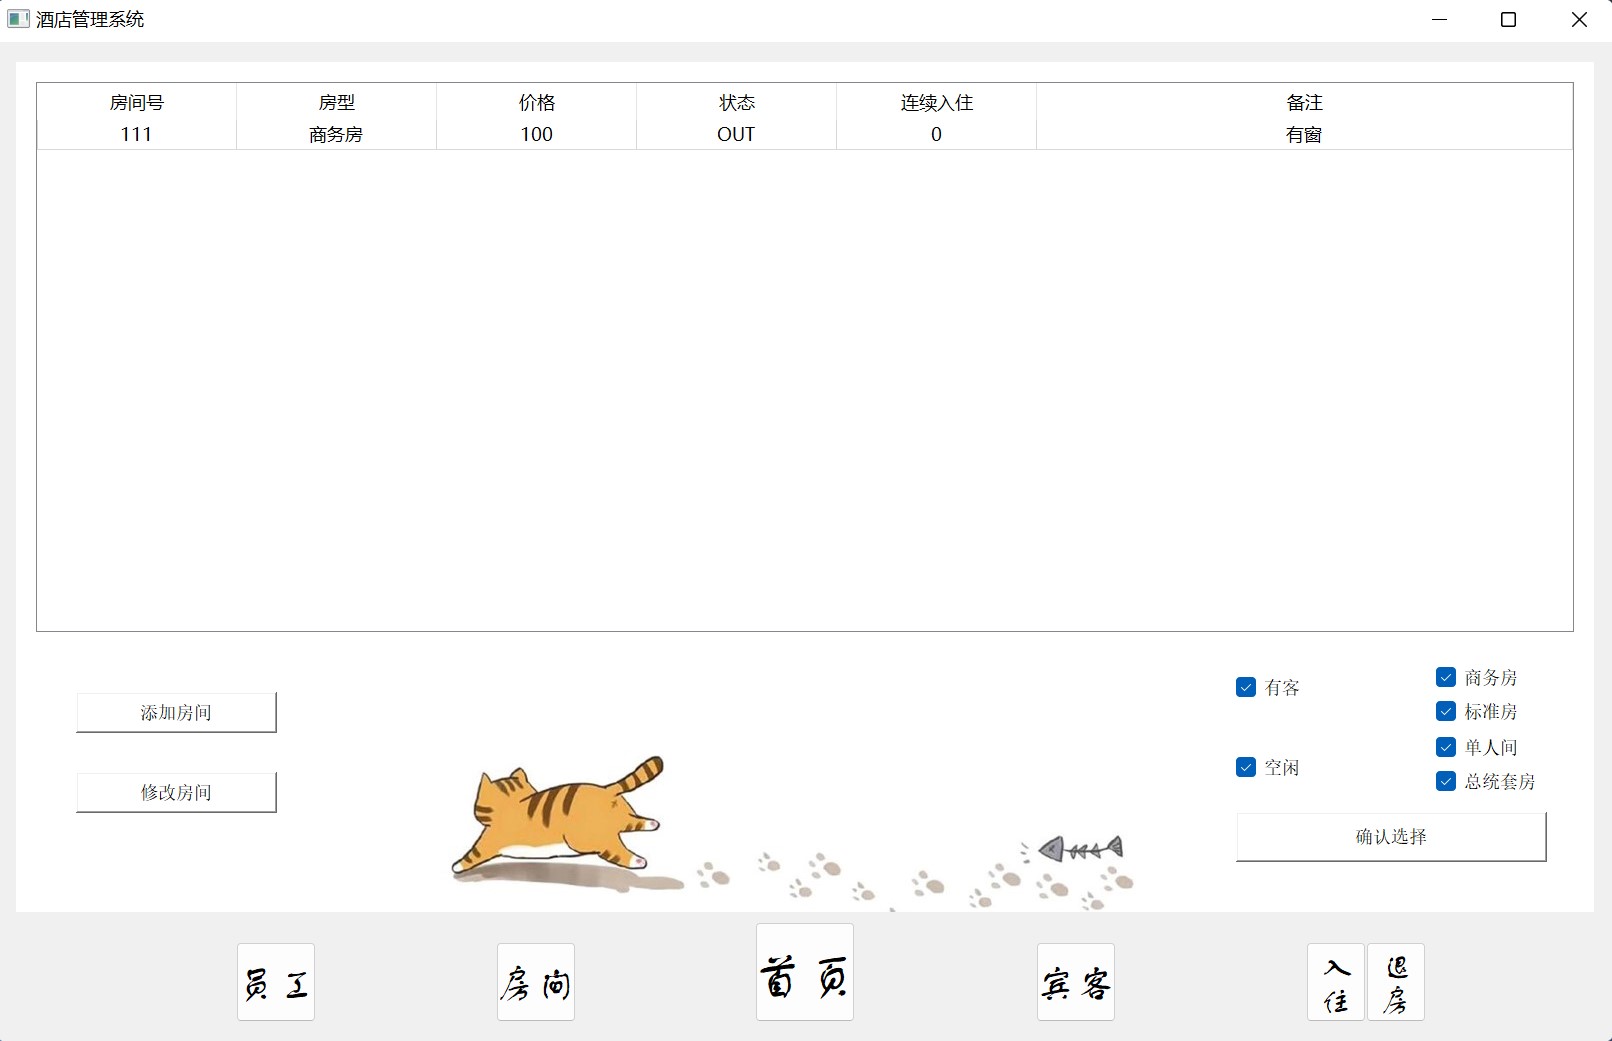 酒店管理系统
房间号 房型 价格 状态 连续入住 备注
111 商务房 100 OUT 0 有窗
添加房间
修改房间
有客
空闲
商务房
标准房
单人间
总统套房
确认选择
员工 房间 首页 宾客 入住 退房